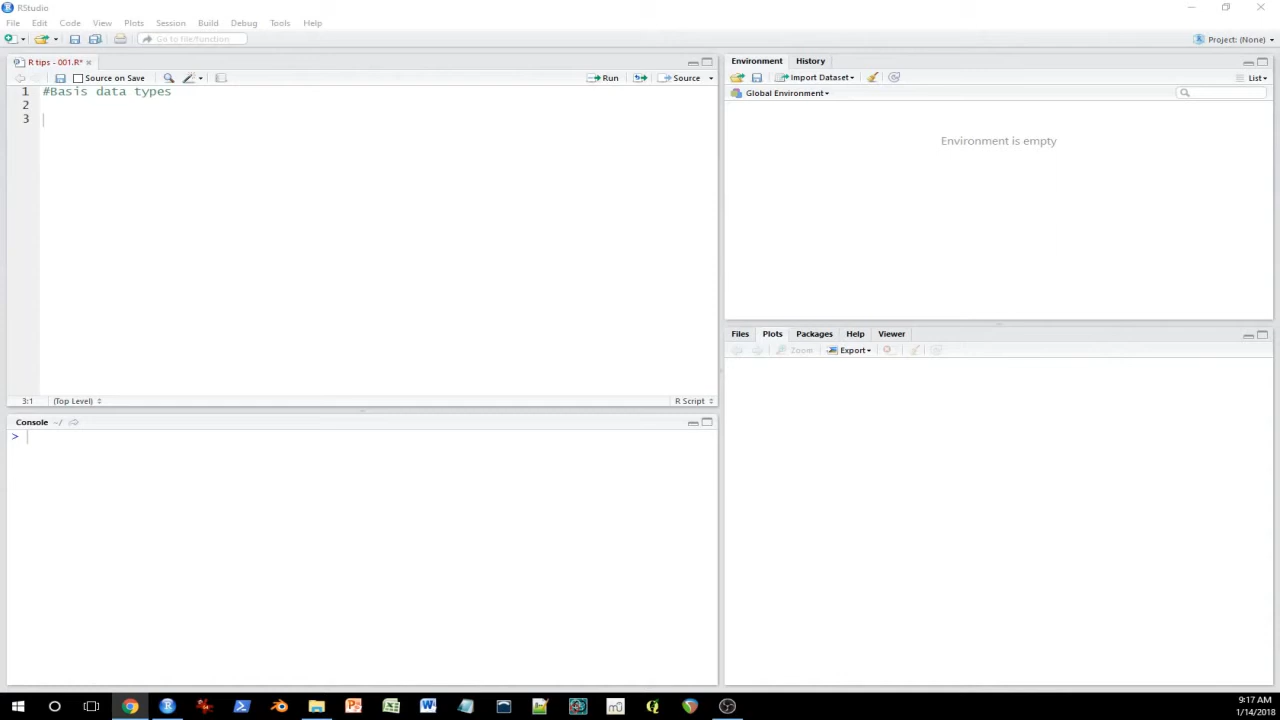 RStudio
File Edit Code View Plots Session Build Debug Tools Help
Go to file/function
Project: (None)
R tips - 001.R*
Source on Save
Run
Source
1 #Basis data types
2
3
3:1 (Top Level)
R Script
Console ~/
>
Environment History
Import Dataset
List
Global Environment
Environment is empty
Files Plots Packages Help Viewer
Zoom Export
9:17 AM
1/14/2018